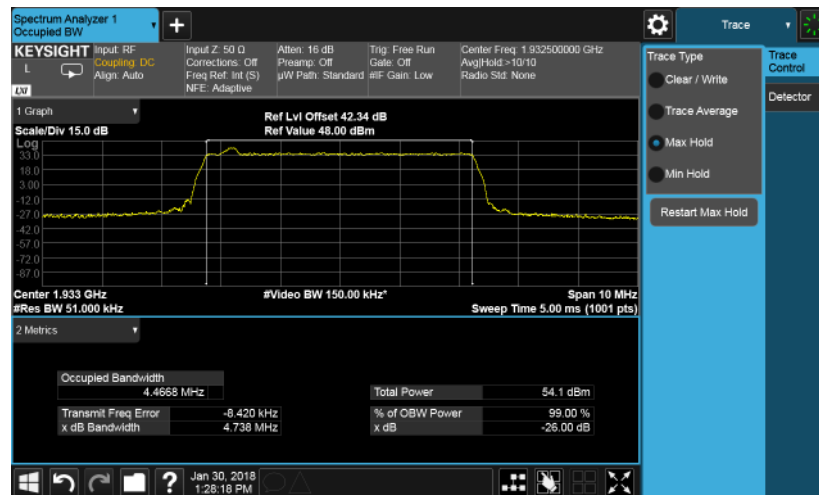 Spectrum Analyzer 1
Occupied BW
Trace
KEYSIGHT
L
LXI
Input: RF
Coupling: DC
Align: Auto
Input Z: 50 Ω
Corrections: Off
Freq Ref: Int (S)
NFE: Adaptive
Atten: 16 dB
Preamp: Off
µW Path: Standard
Trig: Free Run
Gate: Off
#IF Gain: Low
Center Freq: 1.932500000 GHz
Avg|Hold:>10/10
Radio Std: None
1 Graph
Scale/Div 15.0 dB
Ref Lvl Offset 42.34 dB
Ref Value 48.00 dBm
Log
33.0
18.0
3.00
-12.0
-27.0
-42.0
-57.0
-72.0
-87.0
Center 1.933 GHz
#Res BW 51.000 kHz
#Video BW 150.00 kHz*
Span 10 MHz
Sweep Time 5.00 ms (1001 pts)
2 Metrics
Occupied Bandwidth
4.4668 MHz
Total Power 54.1 dBm
Transmit Freq Error -8.420 kHz
% of OBW Power 99.00 %
x dB Bandwidth 4.738 MHz
x dB -26.00 dB
?
Jan 30, 2018
1:28:18 PM
Trace Type
Clear / Write
Trace Average
Max Hold
Min Hold
Restart Max Hold
Trace
Control
Detector